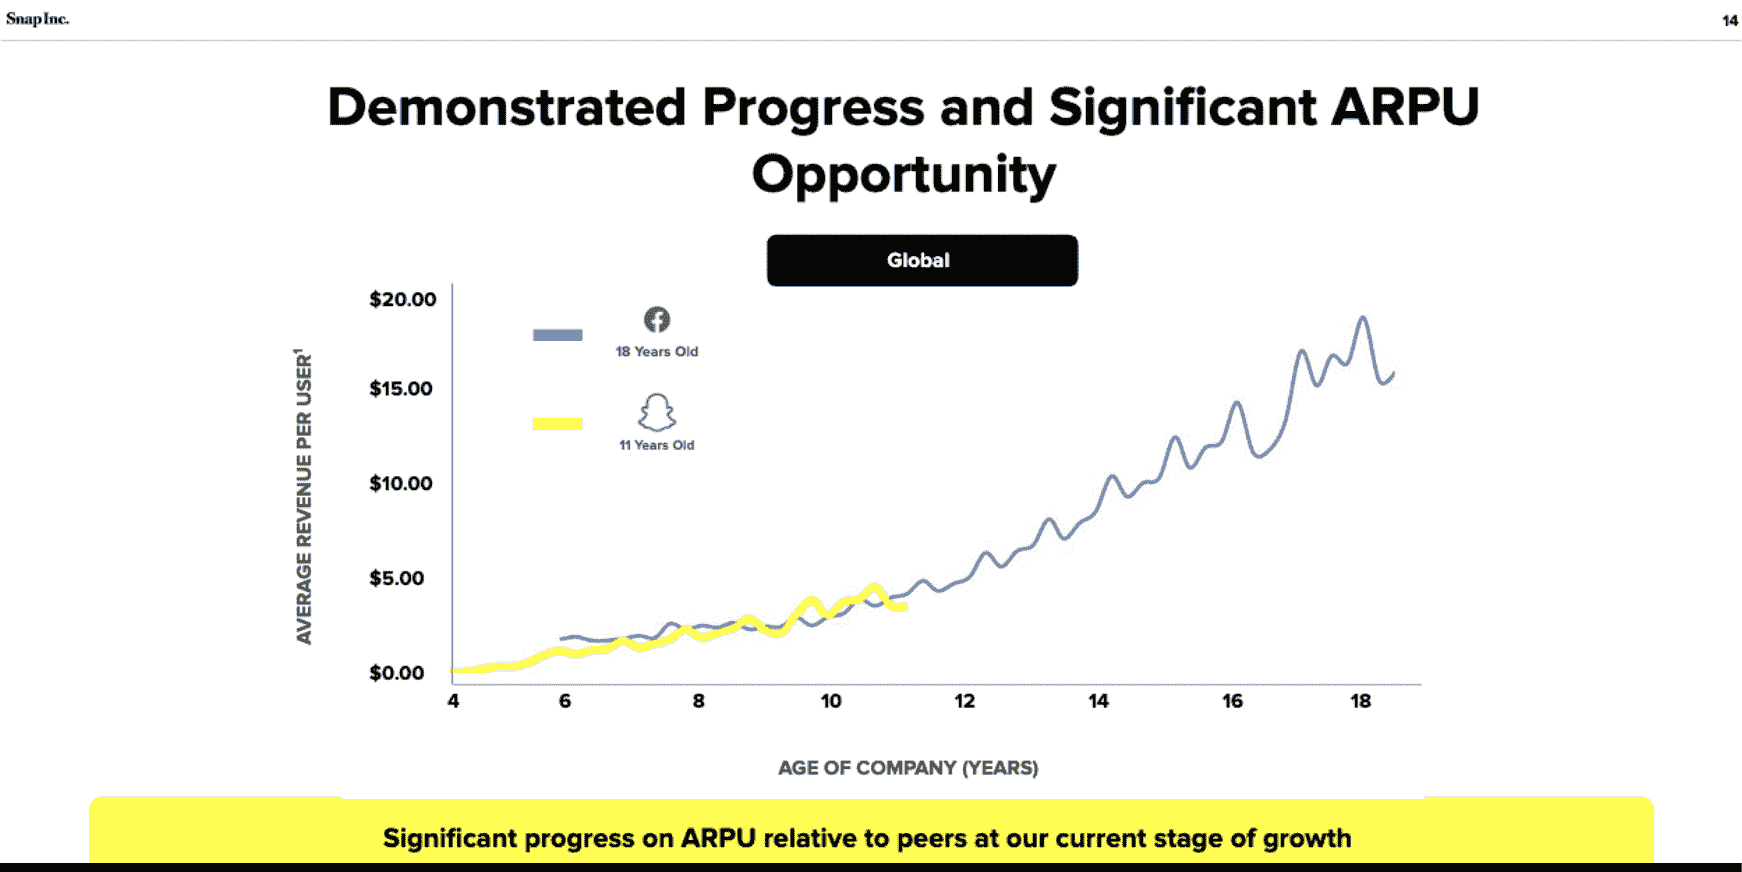 Snap Inc.
14
Demonstrated Progress and Significant ARPU
Opportunity
Global
$20.00
$15.00
$10.00
$5.00
$0.00
AVERAGE REVENUE PER USER¹
18 Years Old
11 Years Old
4 6 8 10 12 14 16 18
AGE OF COMPANY (YEARS)
Significant progress on ARPU relative to peers at our current stage of growth